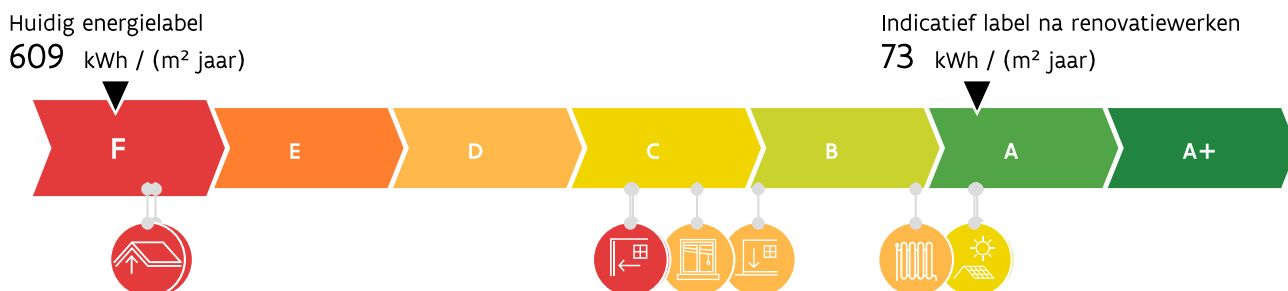 Huidig energielabel
609 kWh / (m² jaar)
Indicatief label na renovatiewerken
73 kWh / (m² jaar)
F E D C B A A+